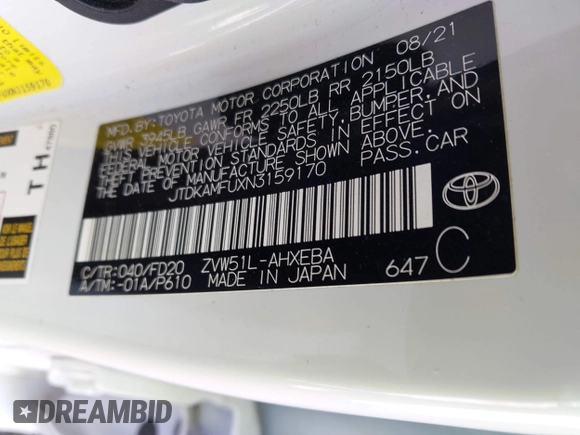 MFD. BY: TOYOTA MOTOR CORPORATION 08/21
GVWR 3945LB GAWR FR 2250LB RR 2150LB
THIS VEHICLE CONFORMS TO ALL APPLICABLE
FEDERAL MOTOR VEHICLE SAFETY, BUMPER, AND
THEFT PREVENTION STANDARDS IN EFFECT ON
THE DATE OF MANUFACTURE SHOWN ABOVE.
JTDKAMFUXN3159170 PASS. CAR
TOYOTA
C/TR:040/FD20 ZVW51L-AHXEBA 647 C
A/TM:-01A/P610 MADE IN JAPAN
TH
DREAMBID